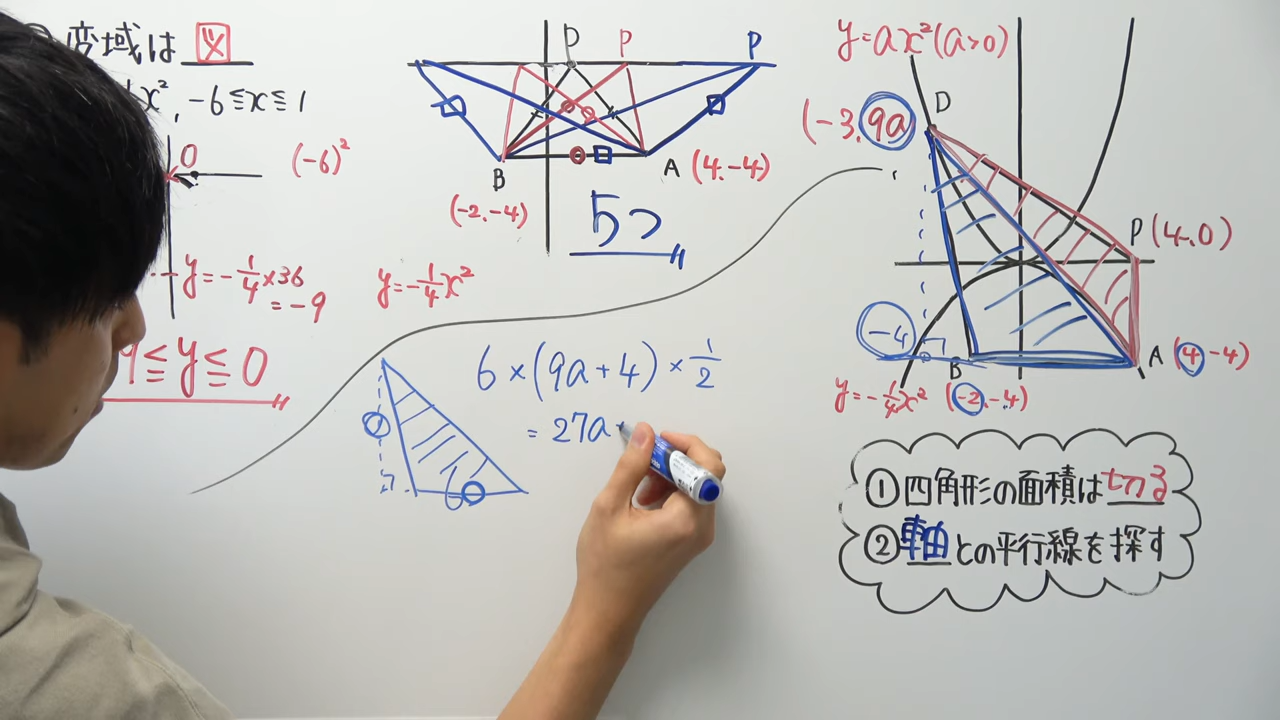 変域は 図
x², -6≦x≦1
O
(-6)²
y=-1/4×36
=-9
≦y≦0
P P P
B
A (4,-4)
(-2,-4)
5つ
y=-1/4x²
6×(9a+4)×1/2
=27a
6
y=ax²(a>0)
D
(-3,9a)
P(4,0)
-4
B
A (4,-4)
y=-1/4x² (-2,-4)
①四角形の面積は切る
②軸との平行線を探す